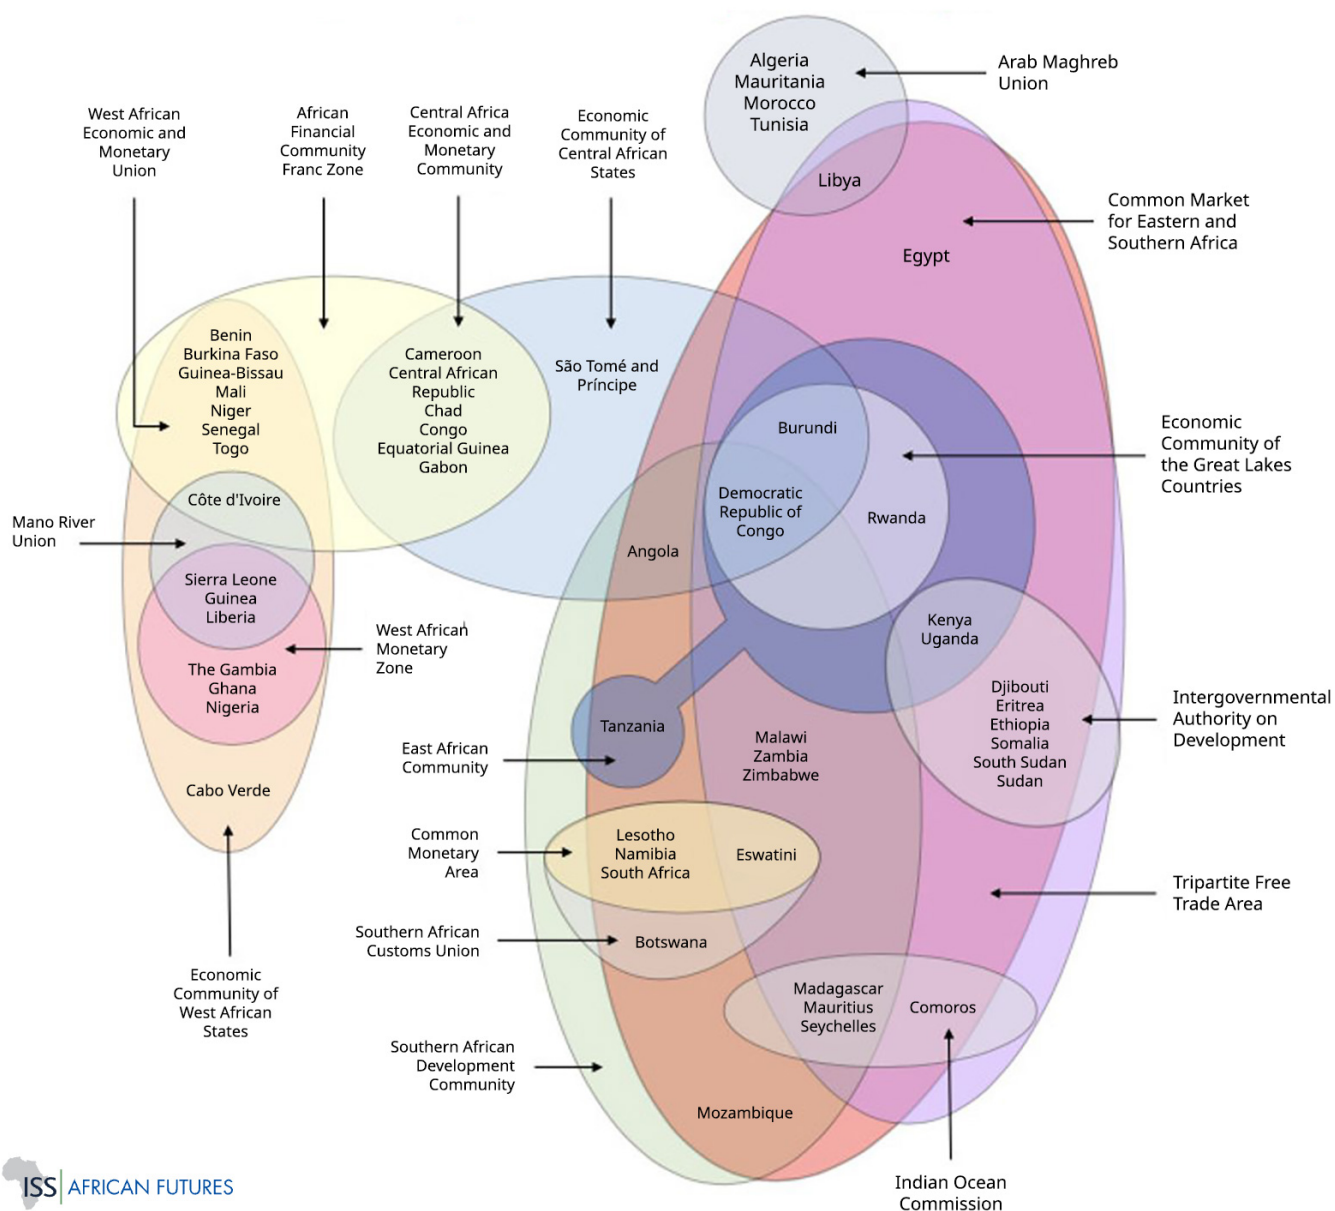 Algeria
Mauritania
Morocco
Tunisia
Arab Maghreb
Union
West African
Economic and
Monetary
Union
African
Financial
Community
Franc Zone
Central Africa
Economic and
Monetary
Community
Economic
Community of
Central African
States
Libya
Common Market
for Eastern and
Southern Africa
Egypt
Benin
Burkina Faso
Guinea-Bissau
Mali
Niger
Senegal
Togo
Cameroon
Central African
Republic
Chad
Congo
Equatorial Guinea
Gabon
São Tomé and
Príncipe
Burundi
Economic
Community of
the Great Lakes
Countries
Côte d'Ivoire
Democratic
Republic of
Congo
Rwanda
Mano River
Union
Angola
Sierra Leone
Guinea
Liberia
West African
Monetary
Zone
Kenya
Uganda
The Gambia
Ghana
Nigeria
Djibouti
Eritrea
Ethiopia
Somalia
South Sudan
Sudan
Intergovernmental
Authority on
Development
Tanzania
East African
Community
Malawi
Zambia
Zimbabwe
Cabo Verde
Common
Monetary
Area
Lesotho
Namibia
South Africa
Eswatini
Tripartite Free
Trade Area
Southern African
Customs Union
Botswana
Economic
Community of
West African
States
Madagascar
Mauritius
Seychelles
Comoros
Southern African
Development
Community
Mozambique
Indian Ocean
Commission
ISS AFRICAN FUTURES